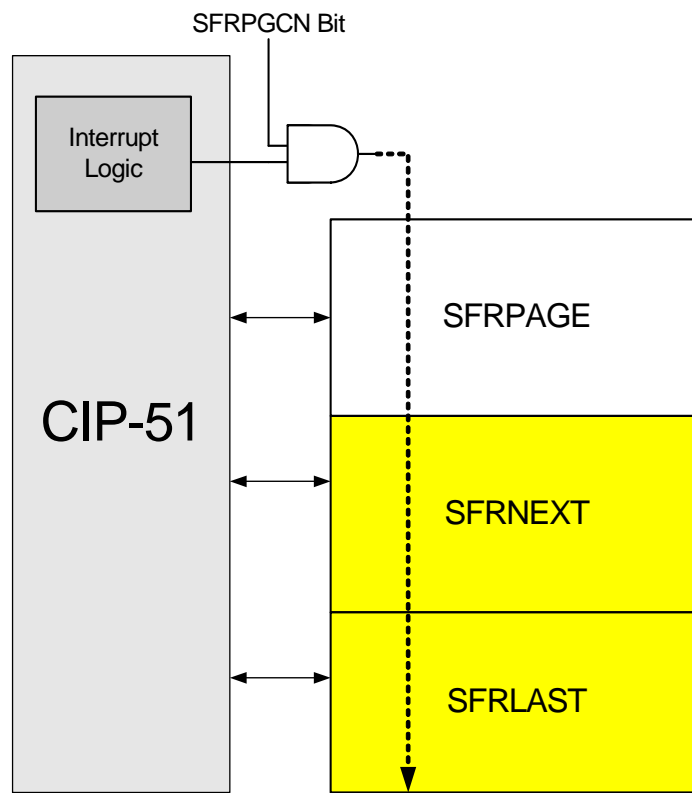 SFRPGCN Bit
Interrupt
Logic
SFRPAGE
CIP-51
SFRNEXT
SFRLAST